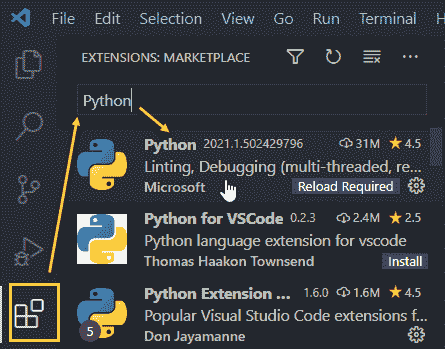 File Edit Selection View Go Run Terminal H
EXTENSIONS: MARKETPLACE
Python
Python 2021.1.502429796 31M 4.5
Linting, Debugging (multi-threaded, re...
Microsoft Reload Required
Python for VSCode 0.2.3 2.4M 2.5
Python language extension for vscode
Thomas Haakon Townsend Install
Python Extension ... 1.6.0 1.6M 4.5
5 Popular Visual Studio Code extensions f...
Don Jayamanne